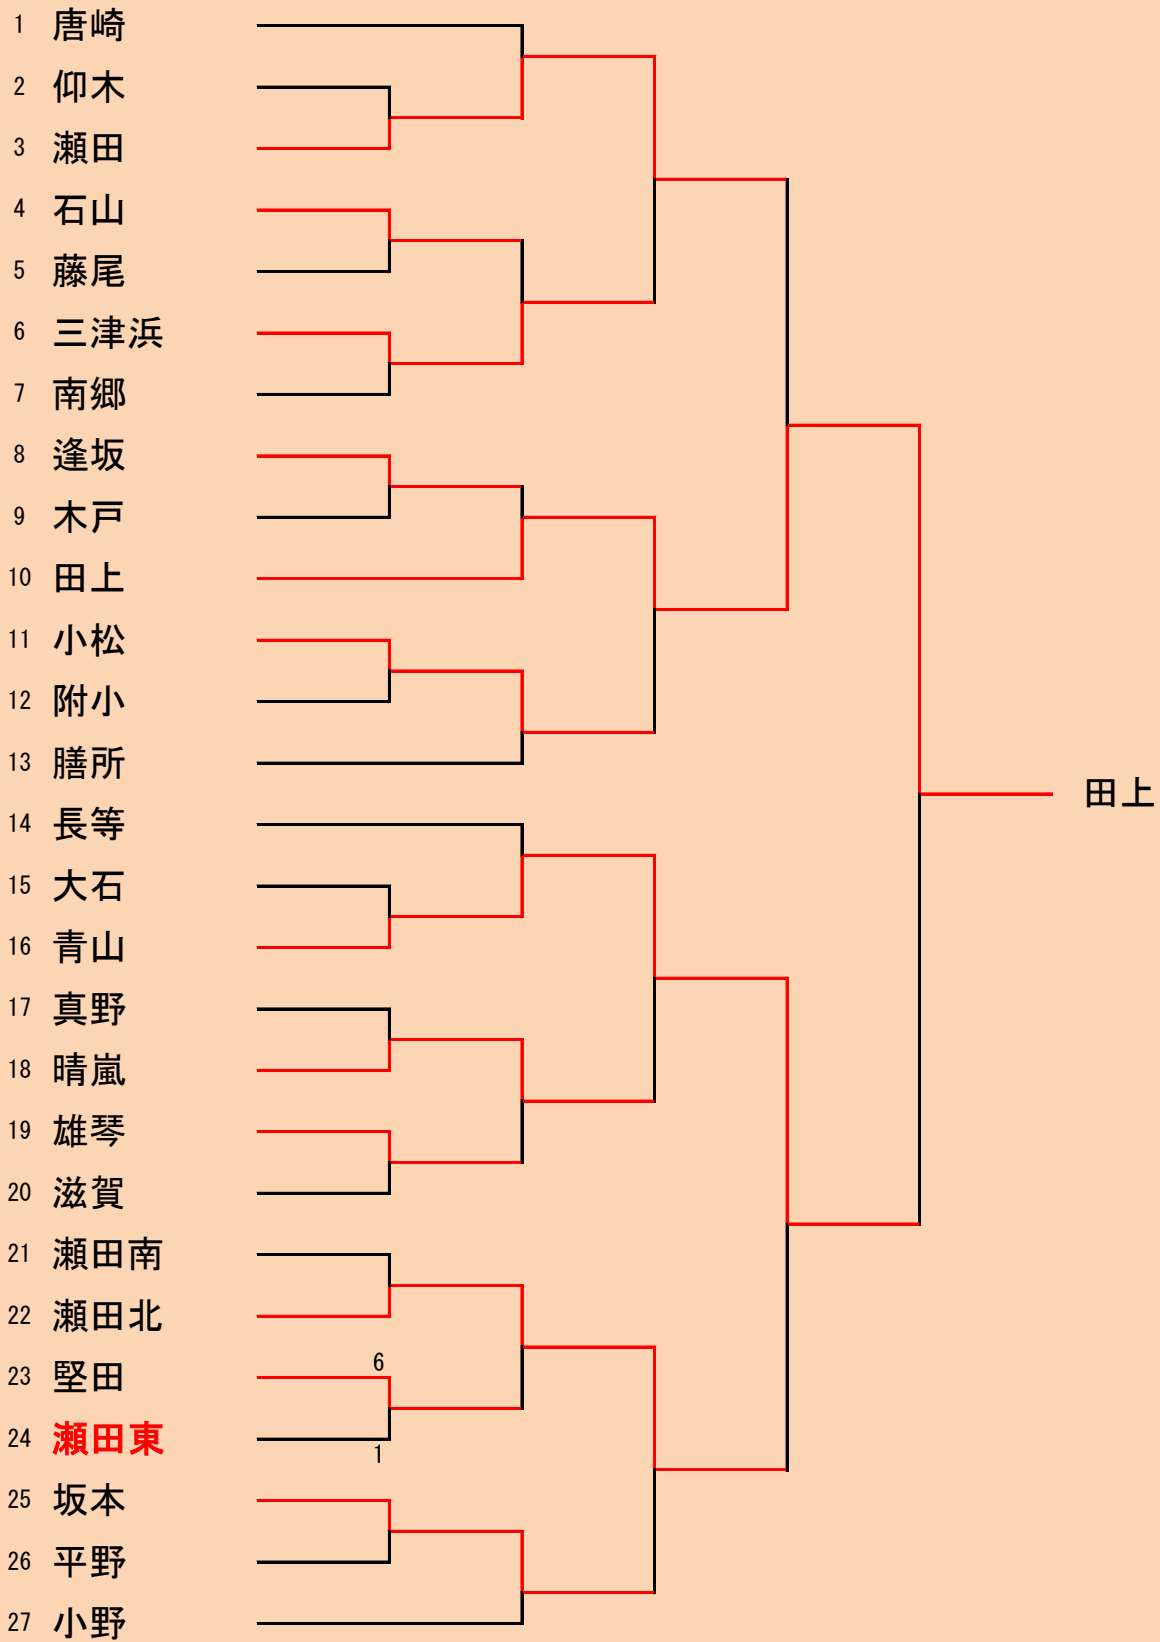 1 唐崎
2 仰木
3 瀬田
4 石山
5 藤尾
6 三津浜
7 南郷
8 逢坂
9 木戸
10 田上
11 小松
12 附小
13 膳所
田上
14 長等
15 大石
16 青山
17 真野
18 晴嵐
19 雄琴
20 滋賀
21 瀬田南
22 瀬田北
6
23 堅田
24 瀬田東
1
25 坂本
26 平野
27 小野